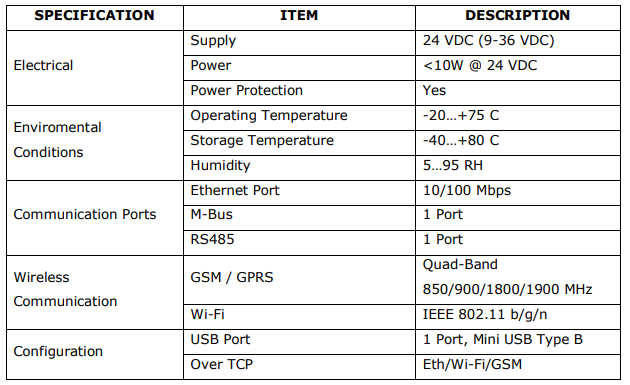 SPECIFICATION ITEM DESCRIPTION
Electrical
Supply 24 VDC (9-36 VDC)
Power <10W @ 24 VDC
Power Protection Yes
Enviromental
Conditions
Operating Temperature -20…+75 C
Storage Temperature -40…+80 C
Humidity 5…95 RH
Communication Ports
Ethernet Port 10/100 Mbps
M-Bus 1 Port
RS485 1 Port
Wireless
Communication
GSM / GPRS
Quad-Band
850/900/1800/1900 MHz
Wi-Fi IEEE 802.11 b/g/n
Configuration
USB Port 1 Port, Mini USB Type B
Over TCP Eth/Wi-Fi/GSM